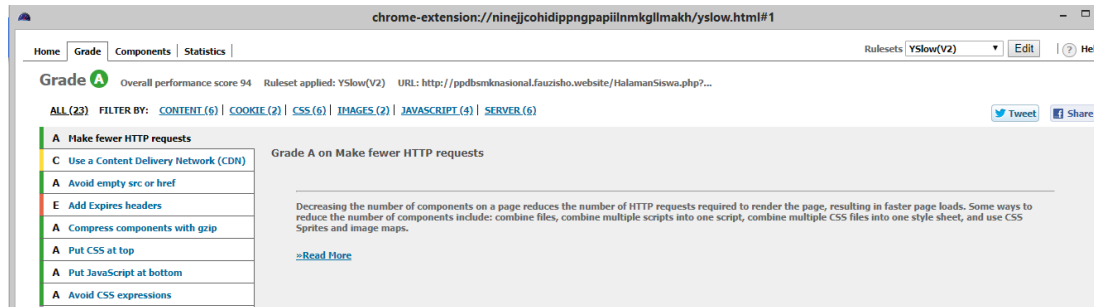 chrome-extension://ninejjcohidippngpapiilnmkgllmakh/yslow.html#1
Home Grade Components Statistics
Rulesets YSlow(V2) Edit ? Hel
Grade A Overall performance score 94 Ruleset applied: YSlow(V2) URL: http://ppdbsmknasional.fauzisho.website/HalamanSiswa.php?...
ALL (23) FILTER BY: CONTENT (6) | COOKIE (2) | CSS (6) | IMAGES (2) | JAVASCRIPT (4) | SERVER (6)
Tweet Share
A Make fewer HTTP requests
C Use a Content Delivery Network (CDN)
A Avoid empty src or href
E Add Expires headers
A Compress components with gzip
A Put CSS at top
A Put JavaScript at bottom
A Avoid CSS expressions
Grade A on Make fewer HTTP requests
Decreasing the number of components on a page reduces the number of HTTP requests required to render the page, resulting in faster page loads. Some ways to
reduce the number of components include: combine files, combine multiple scripts into one script, combine multiple CSS files into one style sheet, and use CSS
Sprites and image maps.
»Read More